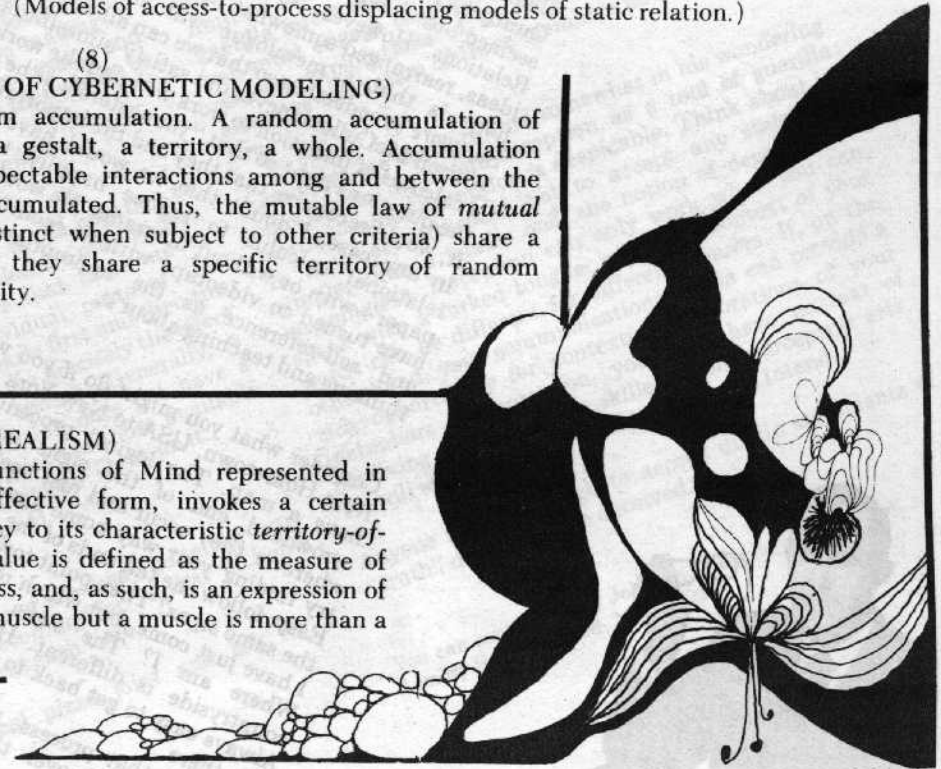 (Models of access-to-process displacing models of static relation.)
(8)
OF CYBERNETIC MODELING)
m accumulation. A random accumulation of
a gestalt, a territory, a whole. Accumulation
pectable interactions among and between the
cumulated. Thus, the mutable law of mutual
stinct when subject to other criteria) share a
they share a specific territory of random
ity.
EALISM)
nctions of Mind represented in
ffective form, invokes a certain
cy to its characteristic territory-of-
alue is defined as the measure of
ss, and, as such, is an expression of
muscle but a muscle is more than a